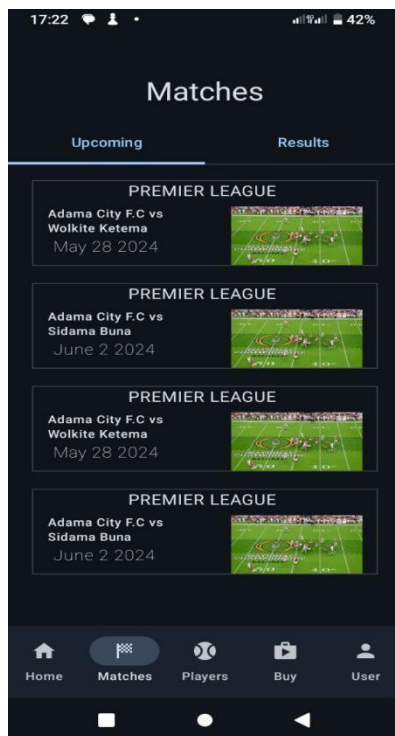 17:22 42%
Matches
Upcoming Results
PREMIER LEAGUE
Adama City F.C vs
Wolkite Ketema
May 28 2024
PREMIER LEAGUE
Adama City F.C vs
Sidama Buna
June 2 2024
PREMIER LEAGUE
Adama City F.C vs
Wolkite Ketema
May 28 2024
PREMIER LEAGUE
Adama City F.C vs
Sidama Buna
June 2 2024
Home Matches Players Buy User